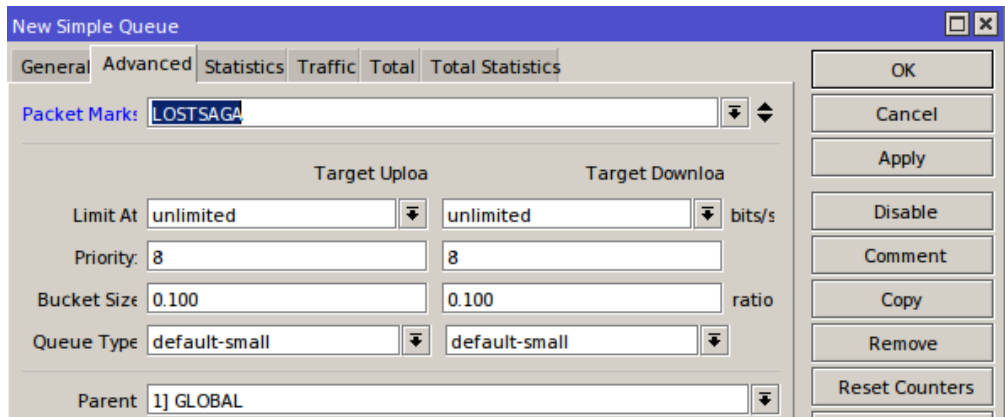 New Simple Queue
General Advanced Statistics Traffic Total Total Statistics
OK
Packet Marks LOSTSAGA
Cancel
Apply
Target Uploa Target Downloa
Limit At unlimited unlimited bits/s
Disable
Priority: 8 8
Comment
Bucket Size 0.100 0.100 ratio
Copy
Queue Type default-small default-small
Remove
Parent 1] GLOBAL
Reset Counters